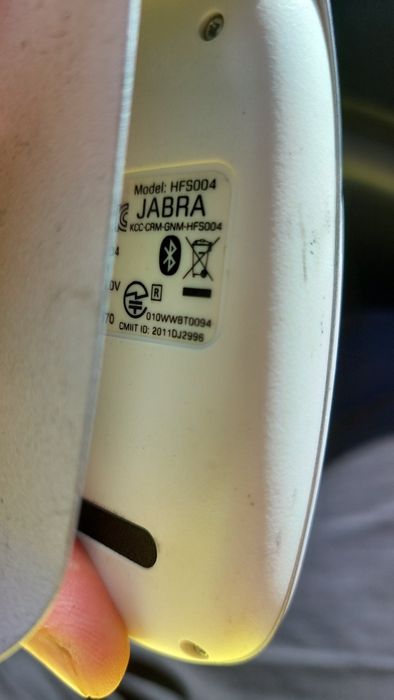 Model: HFS004
JABRA
KCC-CRM-GNM-HFS004
R
010WWBT0094
CMIIT ID: 2011DJ2996